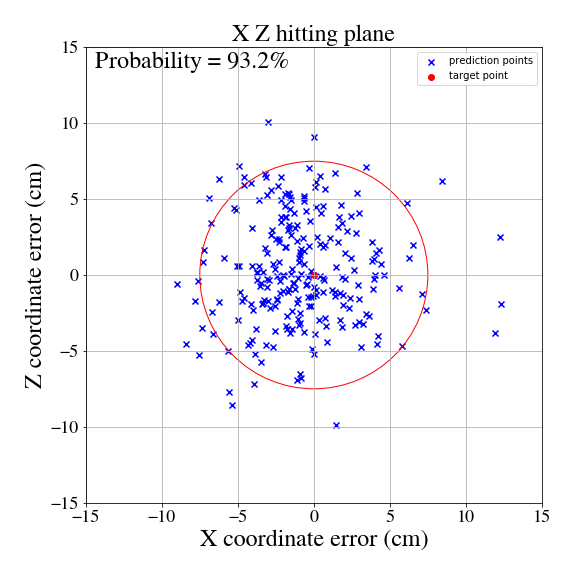 X Z hitting plane
Probability = 93.2%
prediction points
target point
Z coordinate error (cm)
15
10
5
0
−5
−10
−15
−15
−10
−5
0
5
10
15
X coordinate error (cm)